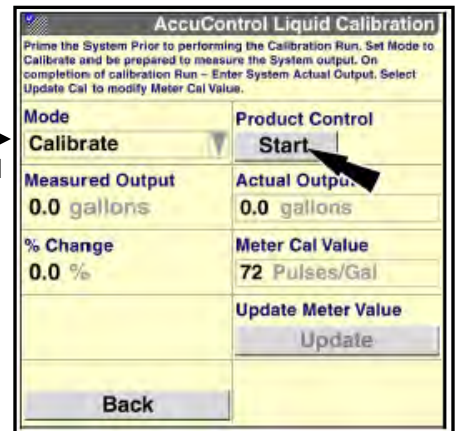 AccuControl Liquid Calibration
Prime the System Prior to performing the Calibration Run. Set Mode to
Calibrate and be prepared to measure the System output. On
completion of calibration Run – Enter System Actual Output. Select
Update Cal to modify Meter Cal Value.
Mode
Calibrate
Product Control
Start
Measured Output
0.0 gallons
Actual Output
0.0 gallons
% Change
0.0 %
Meter Cal Value
72 Pulses/Gal
Update Meter Value
Update
Back